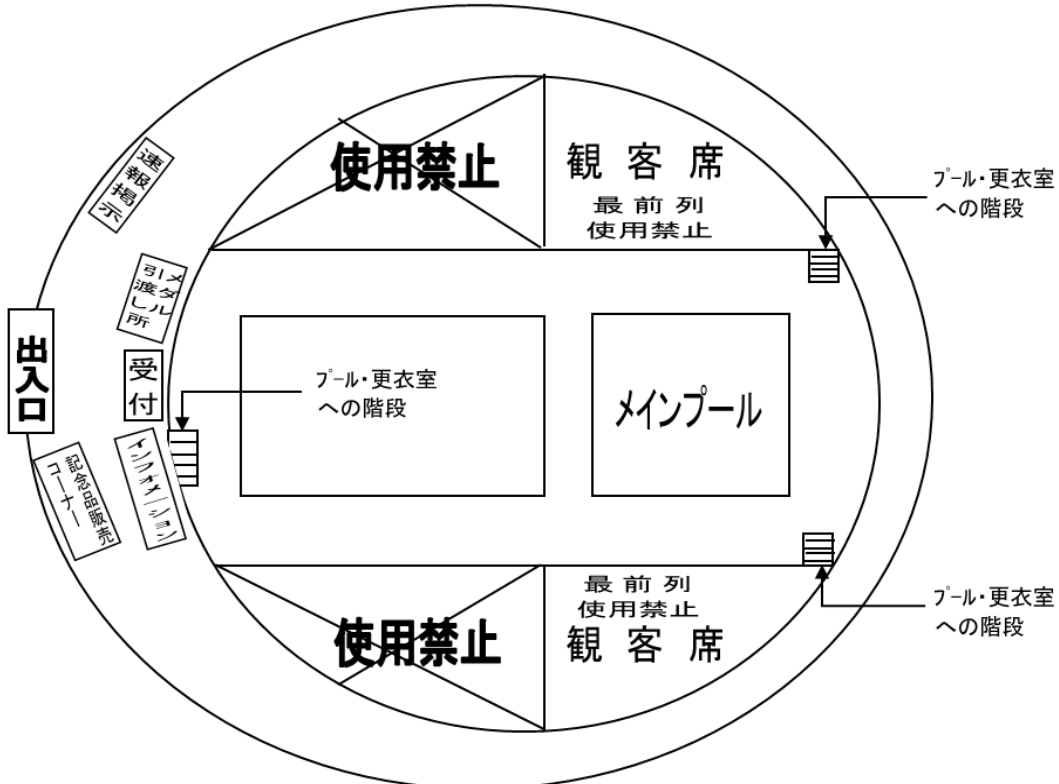 使用禁止
観客席
最前列
使用禁止
プール・更衣室
への階段
速報掲示
メダル
引渡し所
出入口
受付
プール・更衣室
への階段
メインプール
インフォメーション
記念品販売
コーナー
最前列
使用禁止
使用禁止
観客席
プール・更衣室
への階段